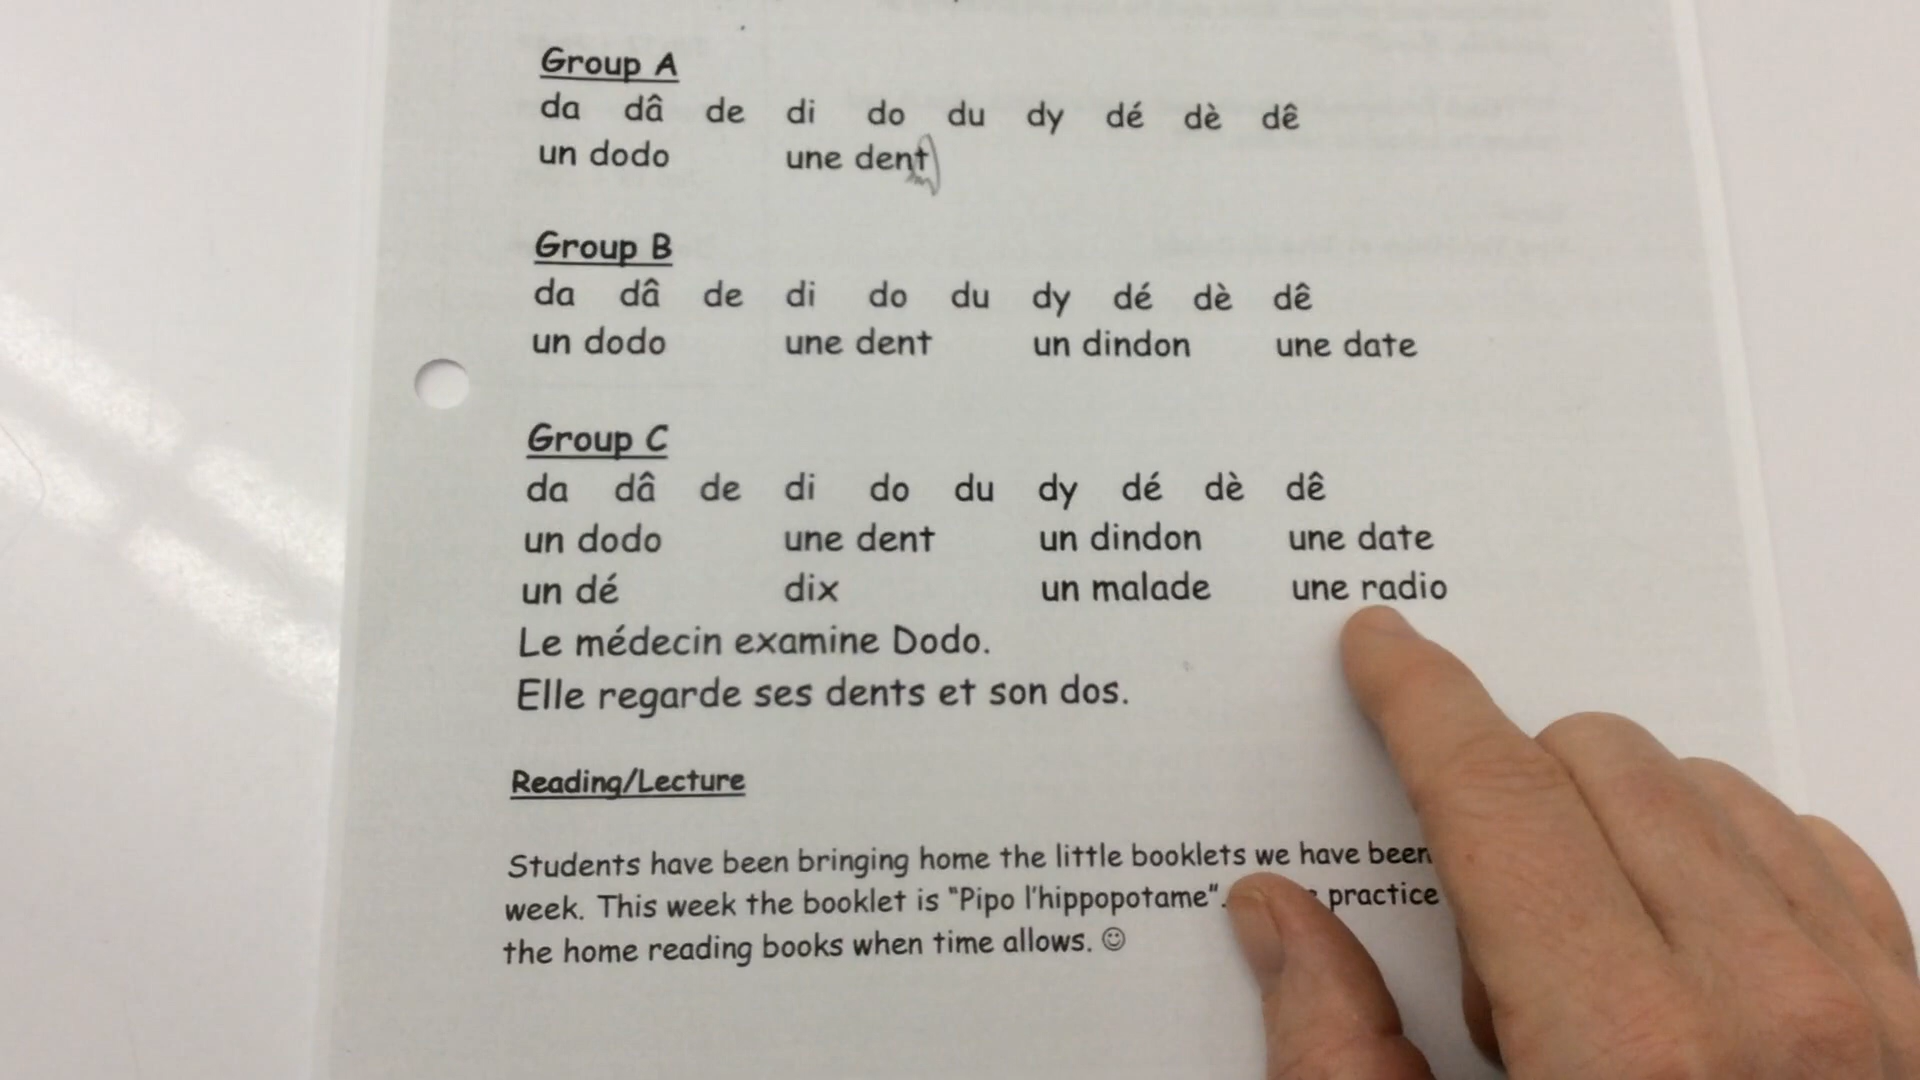 Group A
da dâ de di do du dy dé dè dê
un dodo une dent
Group B
da dâ de di do du dy dé dè dê
un dodo une dent un dindon une date
Group C
da dâ de di do du dy dé dè dê
un dodo une dent un dindon une date
un dé dix un malade une radio
Le médecin examine Dodo.
Elle regarde ses dents et son dos.
Reading/Lecture
Students have been bringing home the little booklets we have been
week. This week the booklet is "Pipo l'hippopotame". practice
the home reading books when time allows. ☺